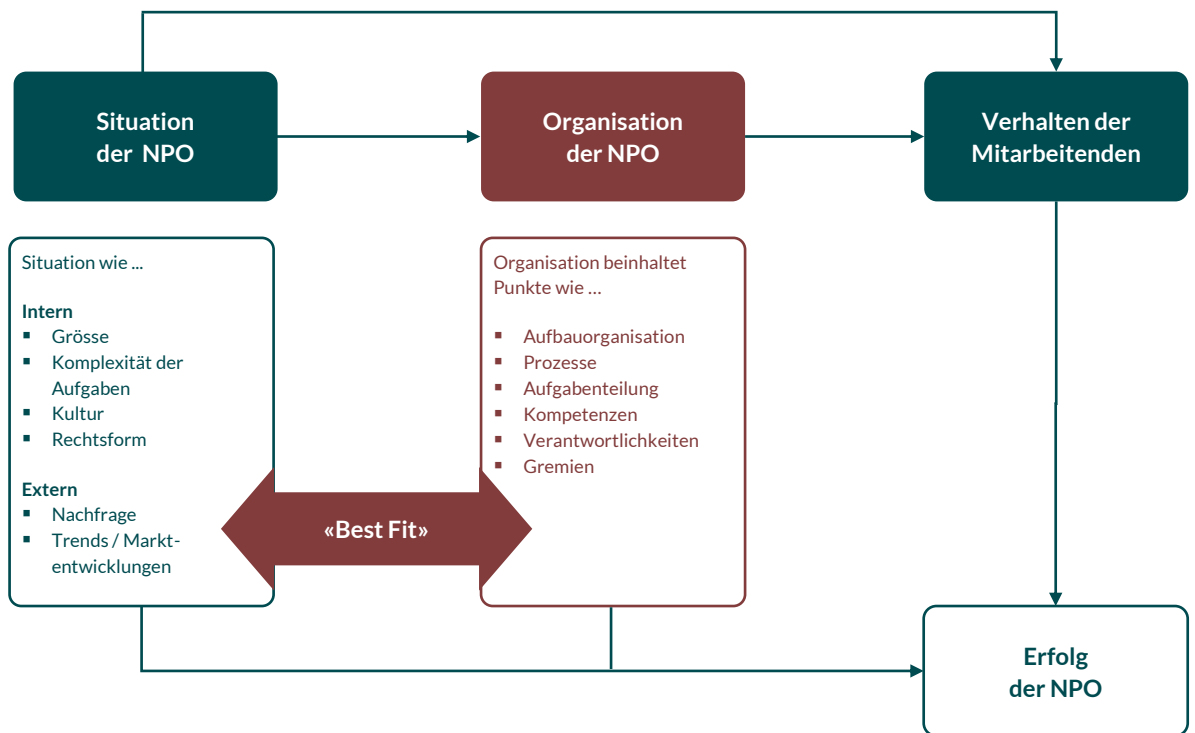 Situation
der NPO
Organisation
der NPO
Verhalten der
Mitarbeitenden
Situation wie ...
Intern
▪ Grösse
▪ Komplexität der
Aufgaben
▪ Kultur
▪ Rechtsform
Extern
▪ Nachfrage
▪ Trends / Markt-
entwicklungen
«Best Fit»
Organisation beinhaltet
Punkte wie …
▪ Aufbauorganisation
▪ Prozesse
▪ Aufgabenteilung
▪ Kompetenzen
▪ Verantwortlichkeiten
▪ Gremien
Erfolg
der NPO